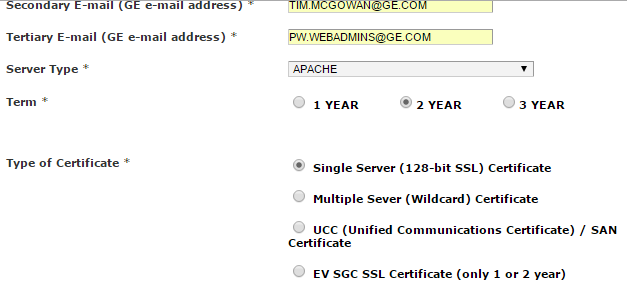 Secondary E-mail (GE e-mail address) * TIM.MCGOWAN@GE.COM
Tertiary E-mail (GE e-mail address) * PW.WEBADMINS@GE.COM
Server Type * APACHE
Term * 1 YEAR 2 YEAR 3 YEAR
Type of Certificate * Single Server (128-bit SSL) Certificate
Multiple Sever (Wildcard) Certificate
UCC (Unified Communications Certificate) / SAN
Certificate
EV SGC SSL Certificate (only 1 or 2 year)